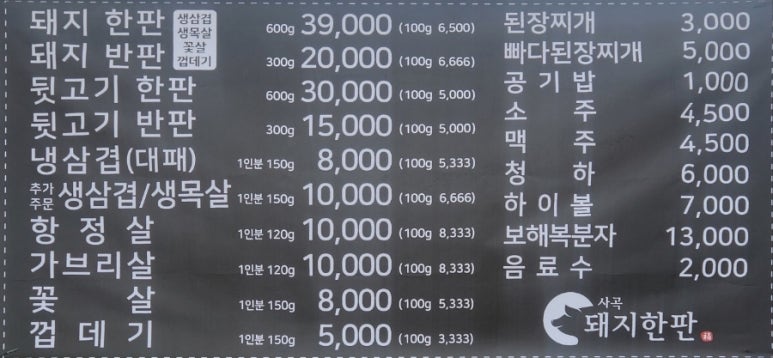 돼지 한판 생삼겹 생목살 꽃살 껍데기 600g 39,000 (100g 6,500)
돼지 반판 300g 20,000 (100g 6,666)
뒷고기 한판 600g 30,000 (100g 5,000)
뒷고기 반판 300g 15,000 (100g 5,000)
냉삼겹(대패) 1인분 150g 8,000 (100g 5,333)
추가주문 생삼겹/생목살 1인분 150g 10,000 (100g 6,666)
항정살 1인분 120g 10,000 (100g 8,333)
가브리살 1인분 120g 10,000 (100g 8,333)
꽃살 1인분 150g 8,000 (100g 5,333)
껍데기 1인분 150g 5,000 (100g 3,333)
된장찌개 3,000
빠다된장찌개 5,000
공기밥 1,000
소주 4,500
맥주 4,500
청하 6,000
하이볼 7,000
보해복분자 13,000
음료수 2,000
사곡
돼지한판